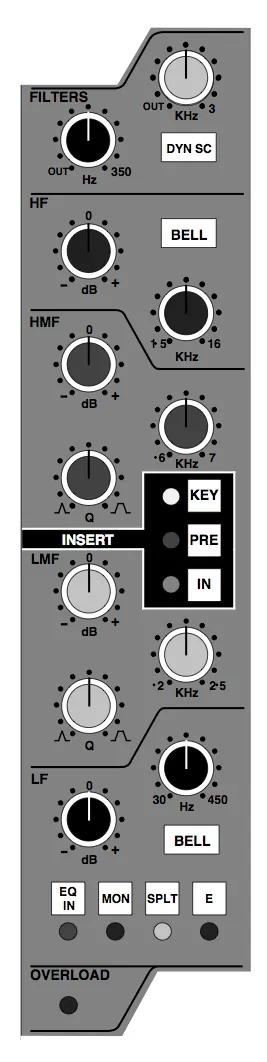 FILTERS
OUT 3
KHz
OUT 350
Hz
DYN SC
HF
0
- +
dB
BELL
1·5 16
KHz
HMF
0
- +
dB
·6 7
KHz
Q
KEY
INSERT
PRE
IN
LMF
0
- +
dB
·2 2·5
KHz
Q
LF
0
- +
dB
30 450
Hz
BELL
EQ
IN
MON
SPLT
E
OVERLOAD